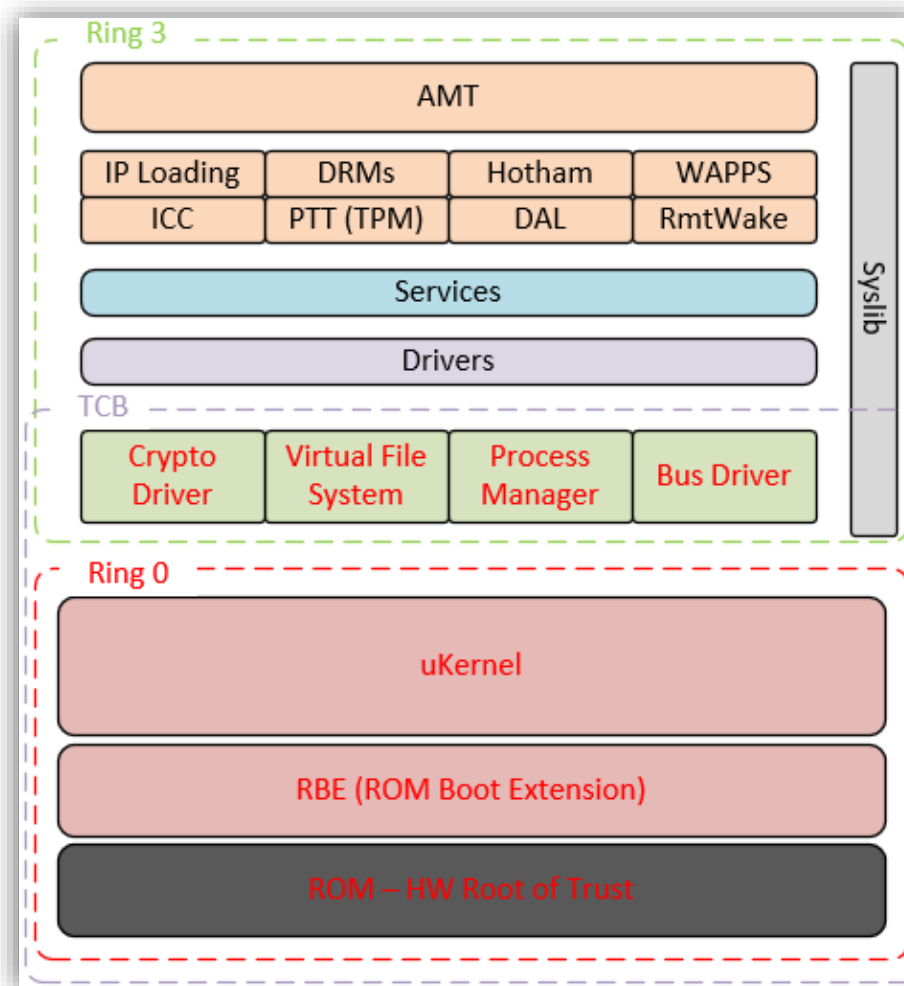 Ring 3
AMT
IP Loading
DRMs
Hotham
WAPPS
ICC
PTT (TPM)
DAL
RmtWake
Syslib
Services
Drivers
TCB
Crypto
Driver
Virtual File
System
Process
Manager
Bus Driver
Ring 0
uKernel
RBE (ROM Boot Extension)
ROM – HW Root of Trust